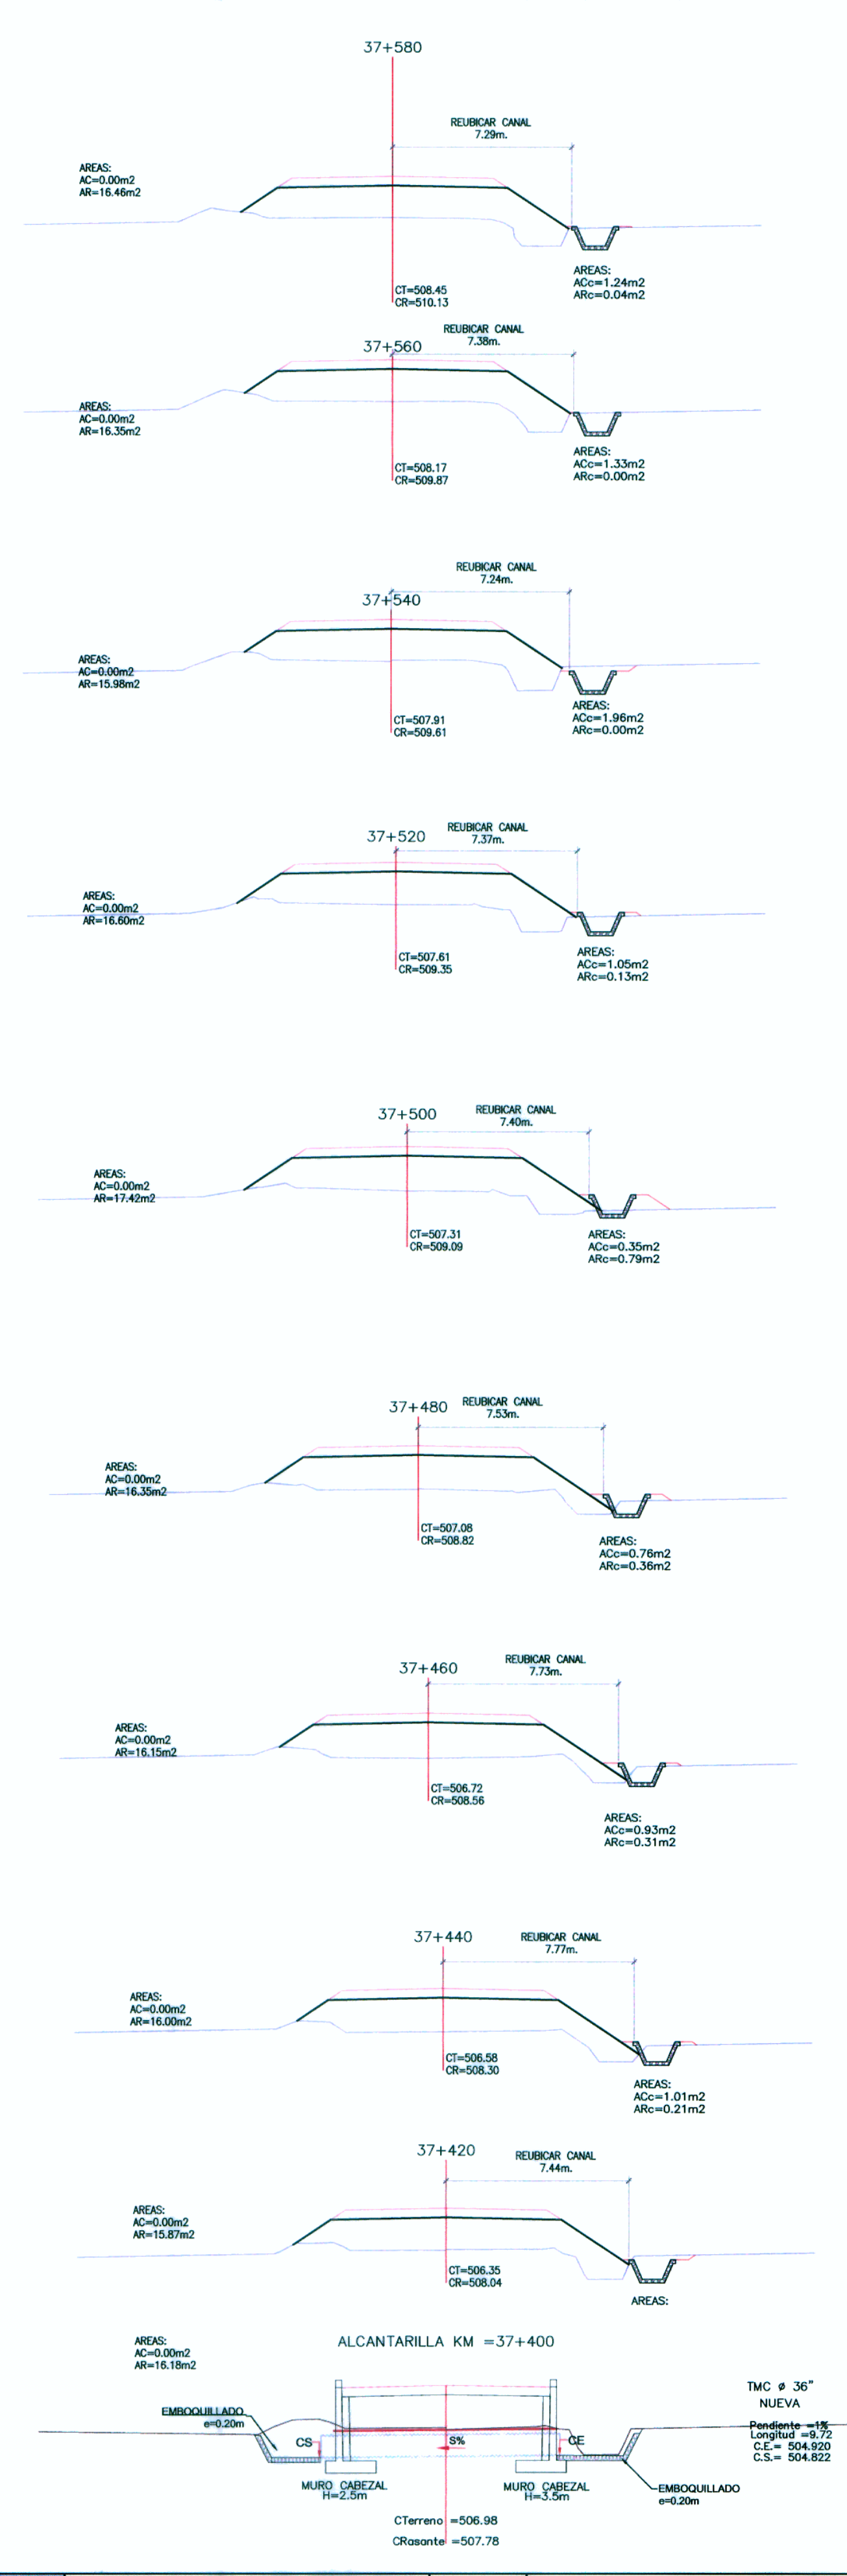 37+580
REUBICAR CANAL
7.29m.
AREAS:
AC=0.00m2
AR=16.46m2
AREAS:
ACc=1.24m2
ARc=0.04m2
CT=508.45
CR=510.13
REUBICAR CANAL
7.38m.
37+560
AREAS:
AC=0.00m2
AR=16.35m2
AREAS:
ACc=1.33m2
ARc=0.00m2
CT=508.17
CR=509.87
REUBICAR CANAL
7.24m.
37+540
AREAS:
AC=0.00m2
AR=15.98m2
AREAS:
ACc=1.96m2
ARc=0.00m2
CT=507.91
CR=509.61
REUBICAR CANAL
7.37m.
37+520
AREAS:
AC=0.00m2
AR=16.60m2
AREAS:
ACc=1.05m2
ARc=0.13m2
CT=507.61
CR=509.35
37+500
REUBICAR CANAL
7.40m.
AREAS:
AC=0.00m2
AR=17.42m2
AREAS:
ACc=0.35m2
ARc=0.79m2
CT=507.31
CR=509.09
37+480
REUBICAR CANAL
7.53m.
AREAS:
AC=0.00m2
AR=16.35m2
CT=507.08
CR=508.82
AREAS:
ACc=0.76m2
ARc=0.36m2
37+460
REUBICAR CANAL
7.73m.
AREAS:
AC=0.00m2
AR=16.15m2
CT=506.72
CR=508.56
AREAS:
ACc=0.93m2
ARc=0.31m2
37+440
REUBICAR CANAL
7.77m.
AREAS:
AC=0.00m2
AR=16.00m2
CT=506.58
CR=508.30
AREAS:
ACc=1.01m2
ARc=0.21m2
37+420
REUBICAR CANAL
7.44m.
AREAS:
AC=0.00m2
AR=15.87m2
CT=506.35
CR=508.04
AREAS:
ALCANTARILLA KM =37+400
AREAS:
AC=0.00m2
AR=16.18m2
TMC ø 36"
NUEVA
Pendiente =1%
Longitud =9.72
C.E.= 504.920
C.S.= 504.822
EMBOQUILLADO
e=0.20m
CS
S%
CE
MURO CABEZAL
H=2.5m
MURO CABEZAL
H=3.5m
EMBOQUILLADO
e=0.20m
CTerreno =506.98
CRasante =507.78